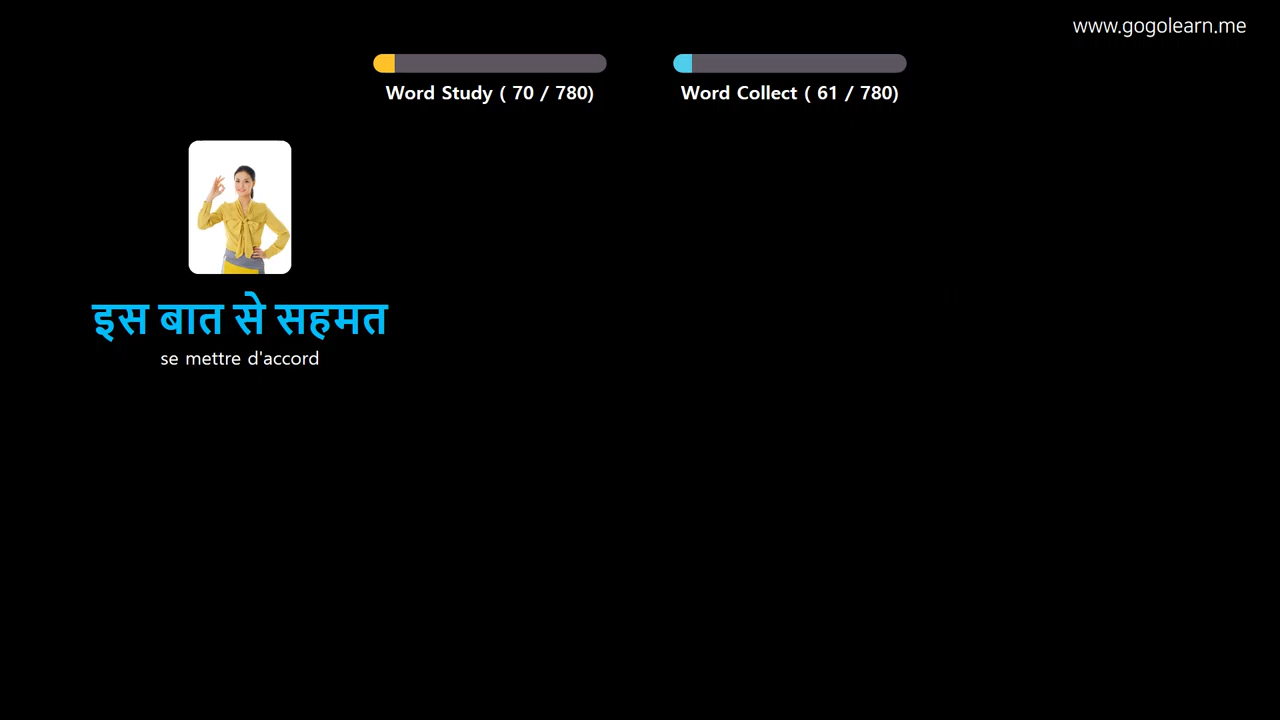 www.gogolearn.me
Word Study ( 70 / 780)
Word Collect ( 61 / 780)
इस बात से सहमत
se mettre d'accord